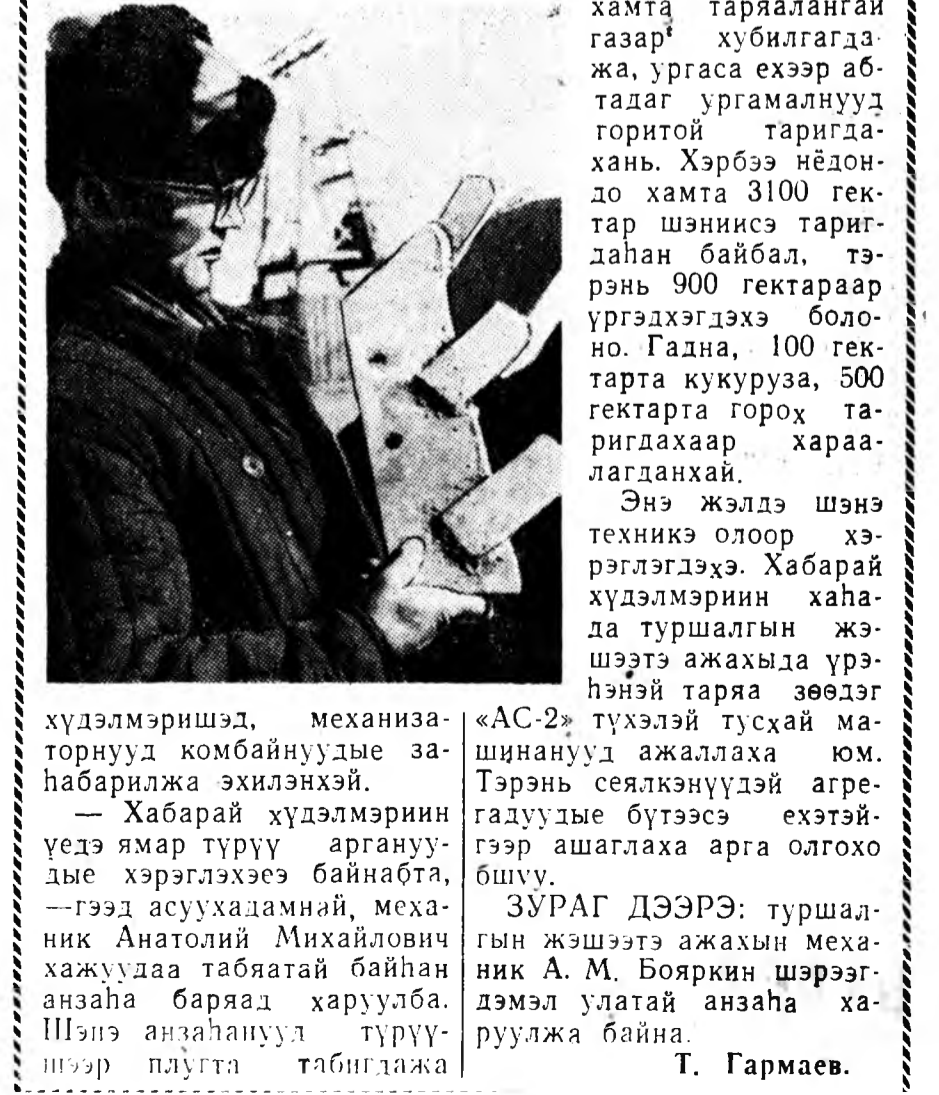 хүдэлмэришэд, механиза-
торнууд комбайнуудые за-
һабарилжа эхилэнхэй.
— Хабарай хүдэлмэриин
үедэ ямар түрүү аргануу-
дые хэрэглэхэеэ байнабта,
—гээд асуухадамнай, меха-
ник Анатолий Михайлович
хажуудаа табяатай байһан
анзаһа баряад харуулба.
Шэнэ анзаһануул түрүү-
шээр плугта табигдажа
хамта таряалангай
газар хубилгагда-
жа, ургаса ехээр аб-
тадаг ургамалнууд
горитой таригда-
хань. Хэрбээ нёдон-
до хамта 3100 гек-
тар шэниисэ тариг-
даһан байбал, тэ-
рэнь 900 гектараар
үргэдхэгдэхэ боло-
но. Гадна, 100 гек-
тарта кукуруза, 500
гектарта горох та-
ригдахаар хараа-
лагданхай.
Энэ жэлдэ шэнэ
техникэ олоор хэ-
рэглэгдэхэ. Хабарай
хүдэлмэриин хаһа-
да туршалгын жэ-
шээтэ ажахыда үрэ-
һэнэй таряа зөөдэг
«АС-2» түхэлэй тусхай ма-
шинанууд ажаллаха юм.
Тэрэнь сеялкэнүүдэй агре-
гадуудые бүтээсэ ехэтэй-
гээр ашаглаха арга олгохо
бшуу.
ЗУРАГ ДЭЭРЭ: туршал-
гын жэшээтэ ажахын меха-
ник А. М. Бояркин шэрээг-
дэмэл улатай анзаһа ха-
руулжа байна.
Т. Гармаев.